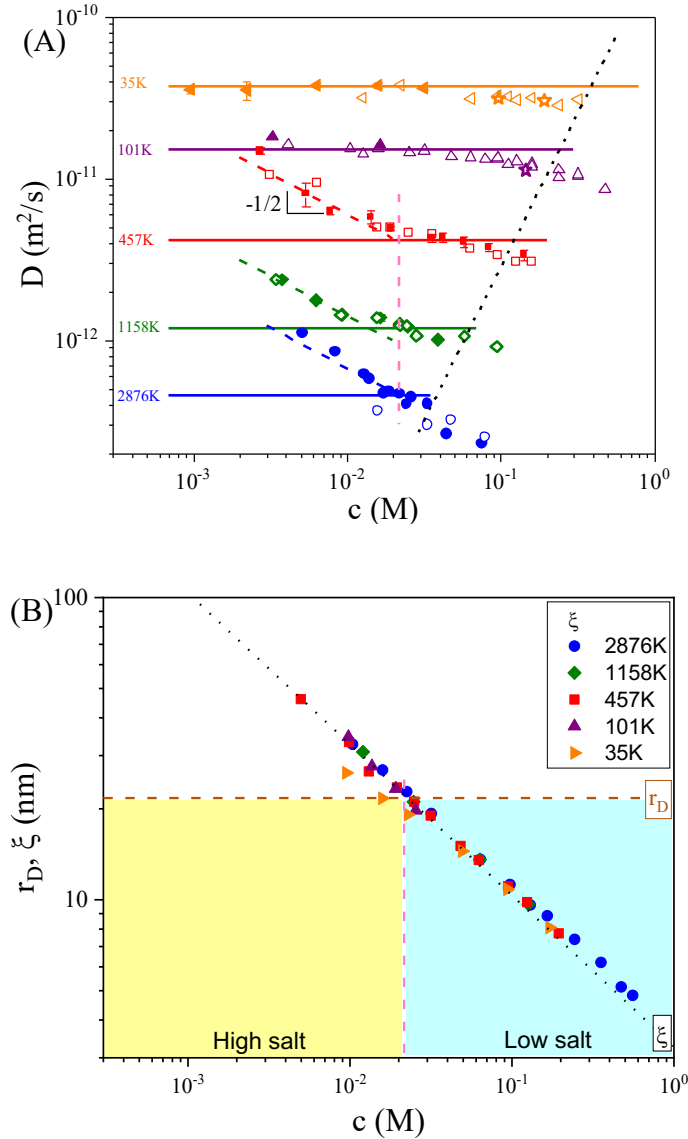 (A)
10⁻¹⁰
10⁻¹¹
10⁻¹²
D (m²/s)
35K
101K
457K
1158K
2876K
-1/2
10⁻³ 10⁻² 10⁻¹ 10⁰
c (M)
(B)
100
10
r_D, ξ (nm)
ξ
2876K
1158K
457K
101K
35K
r_D
ξ
High salt
Low salt
10⁻³ 10⁻² 10⁻¹ 10⁰
c (M)